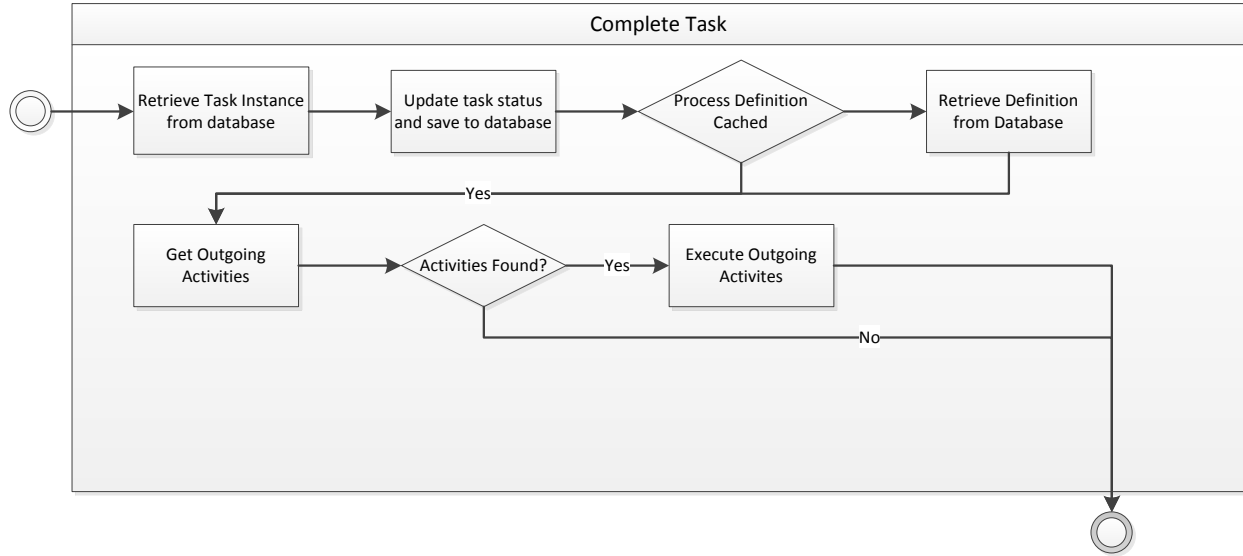 Complete Task
Retrieve Task Instance
from database
Update task status
and save to database
Process Definition
Cached
Retrieve Definition
from Database
Yes
Get Outgoing
Activities
Activities Found?
Yes
Execute Outgoing
Activites
No